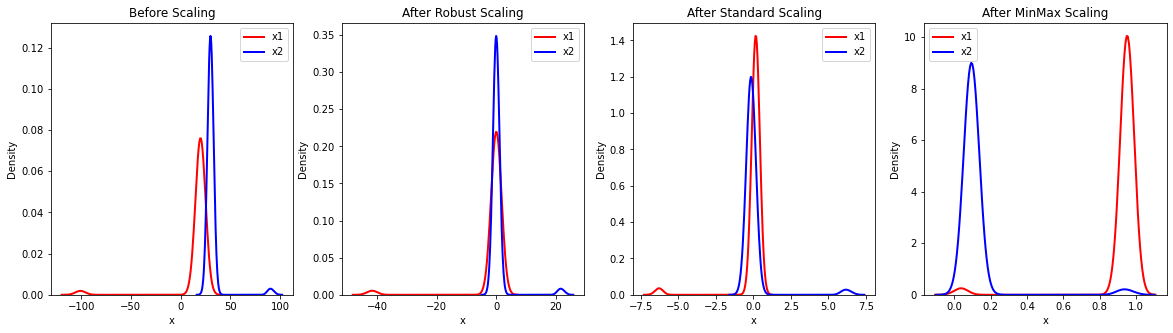 Before Scaling
x1
x2
0.12
0.10
0.08
0.06
0.04
0.02
0.00
Density
−100
−50
0
50
100
x
After Robust Scaling
x1
x2
0.35
0.30
0.25
0.20
0.15
0.10
0.05
0.00
Density
−40
−20
0
20
x
After Standard Scaling
x1
x2
1.4
1.2
1.0
0.8
0.6
0.4
0.2
0.0
Density
−7.5
−5.0
−2.5
0.0
2.5
5.0
7.5
x
After MinMax Scaling
x1
x2
10
8
6
4
2
0
Density
0.0
0.2
0.4
0.6
0.8
1.0
x